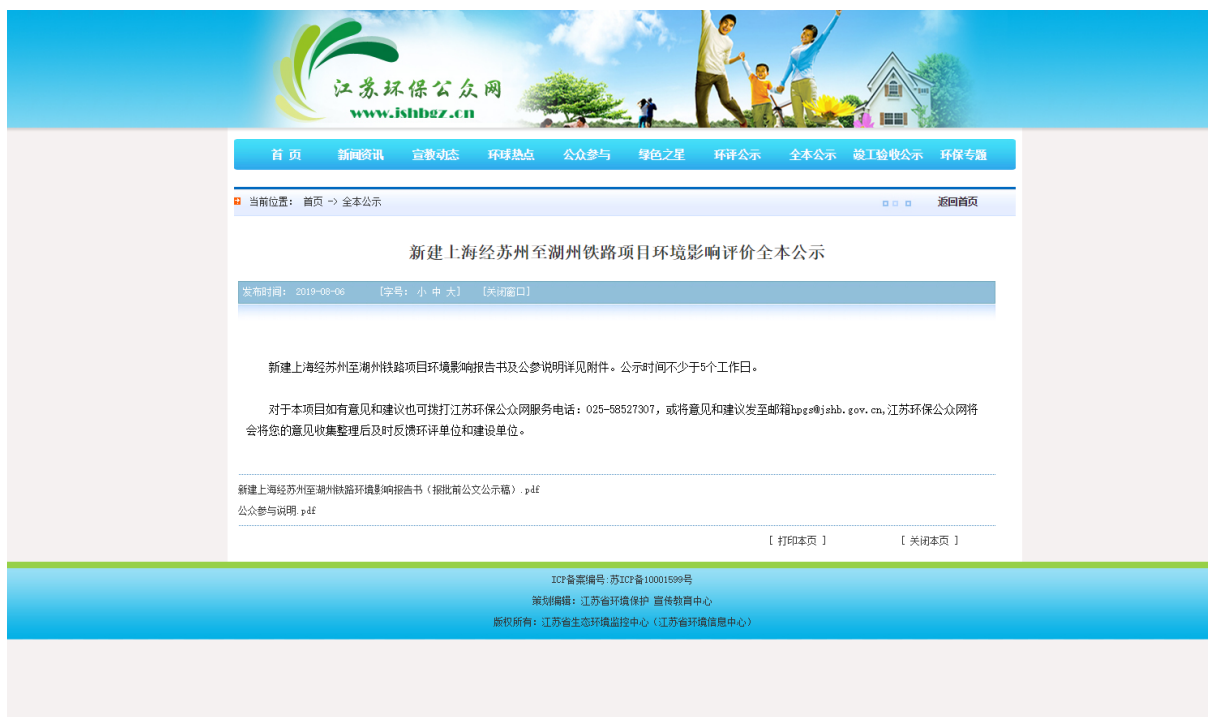 江苏环保公众网
www.jshbgz.cn
首 页 新闻资讯 宣教动态 环球热点 公众参与 绿色之星 环评公示 全本公示 竣工验收公示 环保专题
当前位置： 首页 -> 全本公示 返回首页
新建上海经苏州至湖州铁路项目环境影响评价全本公示
发布时间： 2019-08-06 [字号：小 中 大] [关闭窗口]
新建上海经苏州至湖州铁路项目环境影响报告书及公参说明详见附件。公示时间不少于5个工作日。
对于本项目如有意见和建议也可拨打江苏环保公众网服务电话：025-58527307，或将意见和建议发至邮箱hpgs@jshb.gov.cn,江苏环保公众网将
会将您的意见收集整理后及时反馈环评单位和建设单位。
新建上海经苏州至湖州铁路环境影响报告书（报批前公文公示稿）.pdf
公众参与说明.pdf
[ 打印本页 ] [ 关闭本页 ]
ICP备案编号:苏ICP备10001599号
策划编辑：江苏省环境保护 宣传教育中心
版权所有：江苏省生态环境监控中心（江苏省环境信息中心）